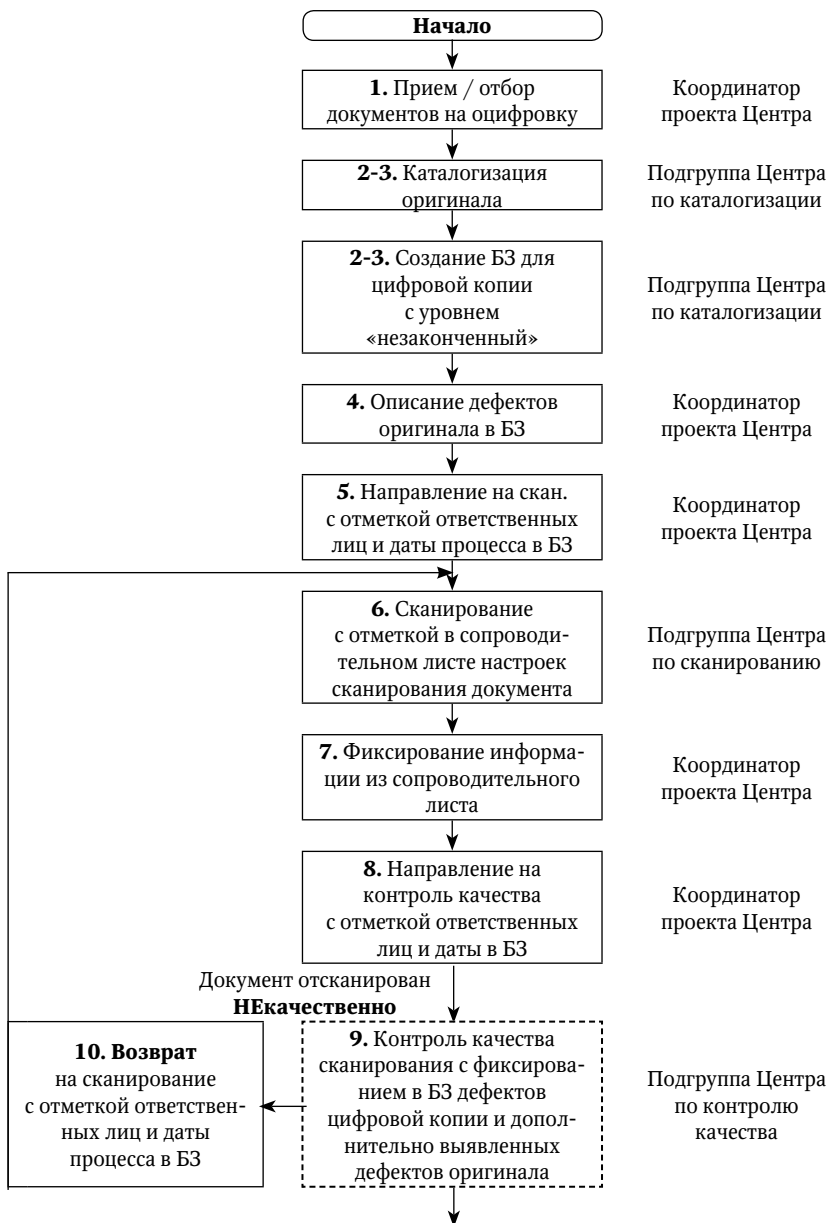 Начало
1. Прием / отбор
документов на оцифровку
Координатор
проекта Центра
2-3. Каталогизация
оригинала
Подгруппа Центра
по каталогизации
2-3. Создание БЗ для
цифровой копии
с уровнем
«незаконченный»
Подгруппа Центра
по каталогизации
4. Описание дефектов
оригинала в БЗ
Координатор
проекта Центра
5. Направление на скан.
с отметкой ответственных
лиц и даты процесса в БЗ
Координатор
проекта Центра
6. Сканирование
с отметкой в сопроводи-
тельном листе настроек
сканирования документа
Подгруппа Центра
по сканированию
7. Фиксирование информа-
ции из сопроводительного
листа
Координатор
проекта Центра
8. Направление на
контроль качества
с отметкой ответственных
лиц и даты в БЗ
Координатор
проекта Центра
Документ отсканирован
НЕкачественно
10. Возврат
на сканирование
с отметкой ответствен-
ных лиц и даты
процесса в БЗ
9. Контроль качества
сканирования с фиксирова-
нием в БЗ дефектов
цифровой копии и допол-
нительно выявленных
дефектов оригинала
Подгруппа Центра
по контролю
качества